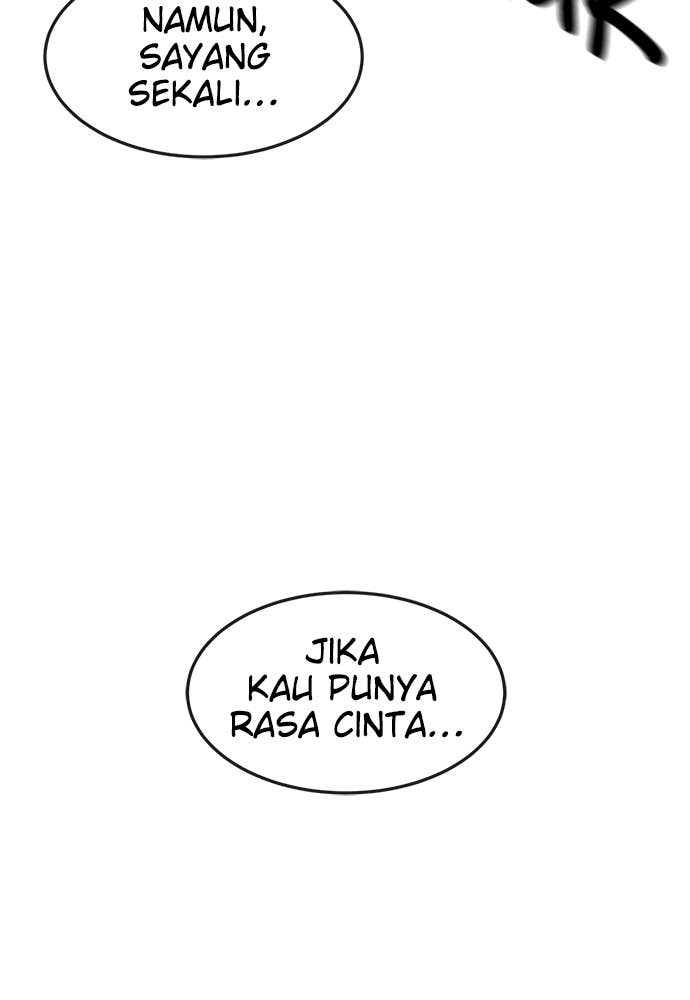 NAMUN,
SAYANG
SEKALI...
JIKA
KAU PUNYA
RASA CINTA...